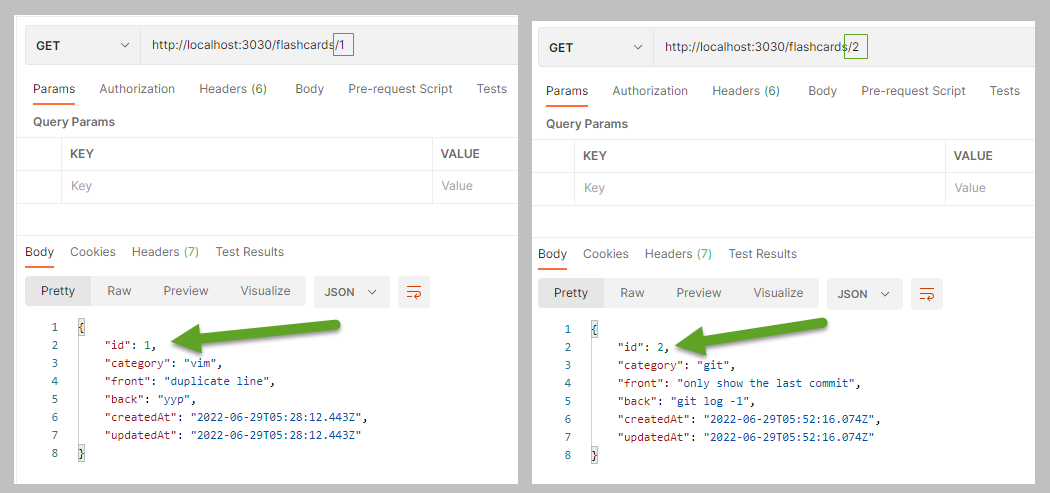 GET http://localhost:3030/flashcards/1
Params Authorization Headers (6) Body Pre-request Script Tests
Query Params
KEY VALUE
Key Value
Body Cookies Headers (7) Test Results
Pretty Raw Preview Visualize JSON
1 {
2 "id": 1,
3 "category": "vim",
4 "front": "duplicate line",
5 "back": "yyp",
6 "createdAt": "2022-06-29T05:28:12.443Z",
7 "updatedAt": "2022-06-29T05:28:12.443Z"
8 }
GET http://localhost:3030/flashcards/2
Params Authorization Headers (6) Body Pre-request Script Tests
Query Params
KEY VALUE
Key Value
Body Cookies Headers (7) Test Results
Pretty Raw Preview Visualize JSON
1 {
2 "id": 2,
3 "category": "git",
4 "front": "only show the last commit",
5 "back": "git log -1",
6 "createdAt": "2022-06-29T05:52:16.074Z",
7 "updatedAt": "2022-06-29T05:52:16.074Z"
8 }